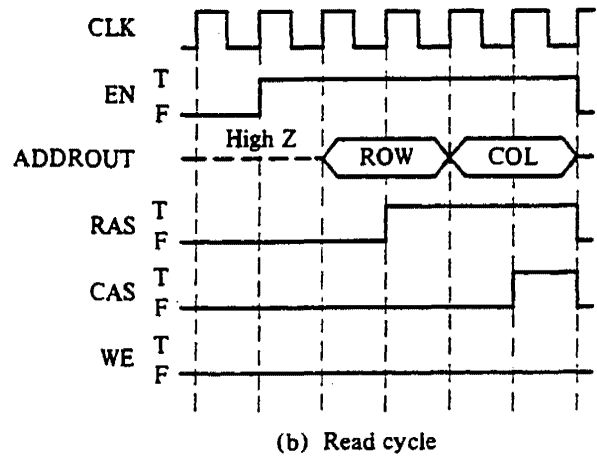 CLK
EN T
F
High Z
ADDROUT ROW COL
RAS T
F
CAS T
F
WE T
F
(b) Read cycle